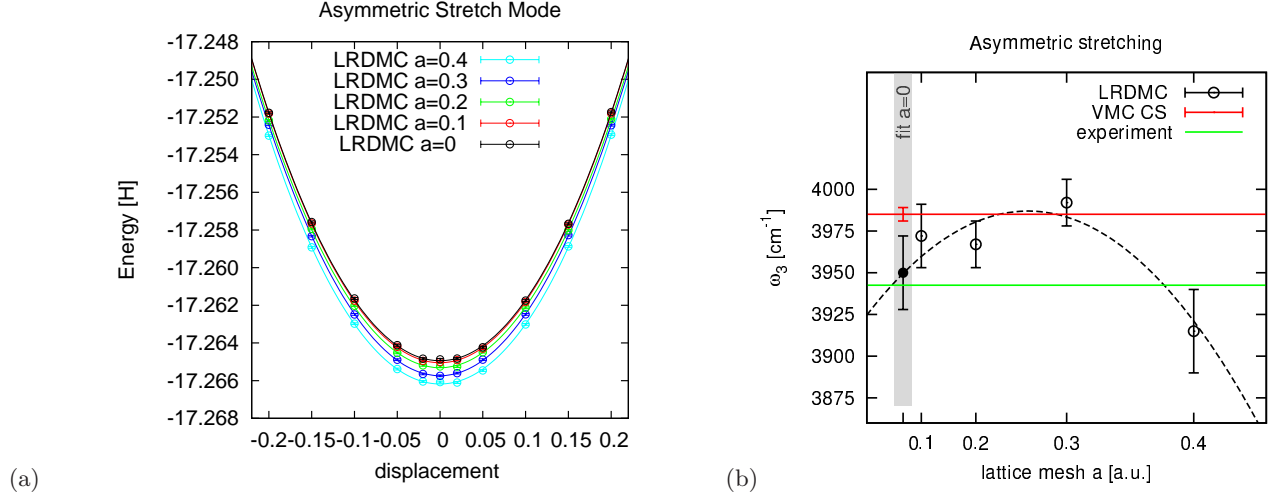 Asymmetric Stretch Mode
-17.248
-17.250
-17.252
-17.254
-17.256
-17.258
-17.260
-17.262
-17.264
-17.266
-17.268
Energy [H]
LRDMC a=0.4
LRDMC a=0.3
LRDMC a=0.2
LRDMC a=0.1
LRDMC a=0
-0.2 -0.15 -0.1 -0.05 0 0.05 0.1 0.15 0.2
displacement
(a)
Asymmetric stretching
LRDMC
VMC CS
experiment
fit a=0
4000
3975
3950
3925
3900
3875
ω3 [cm-1]
0.1 0.2 0.3 0.4
lattice mesh a [a.u.]
(b)